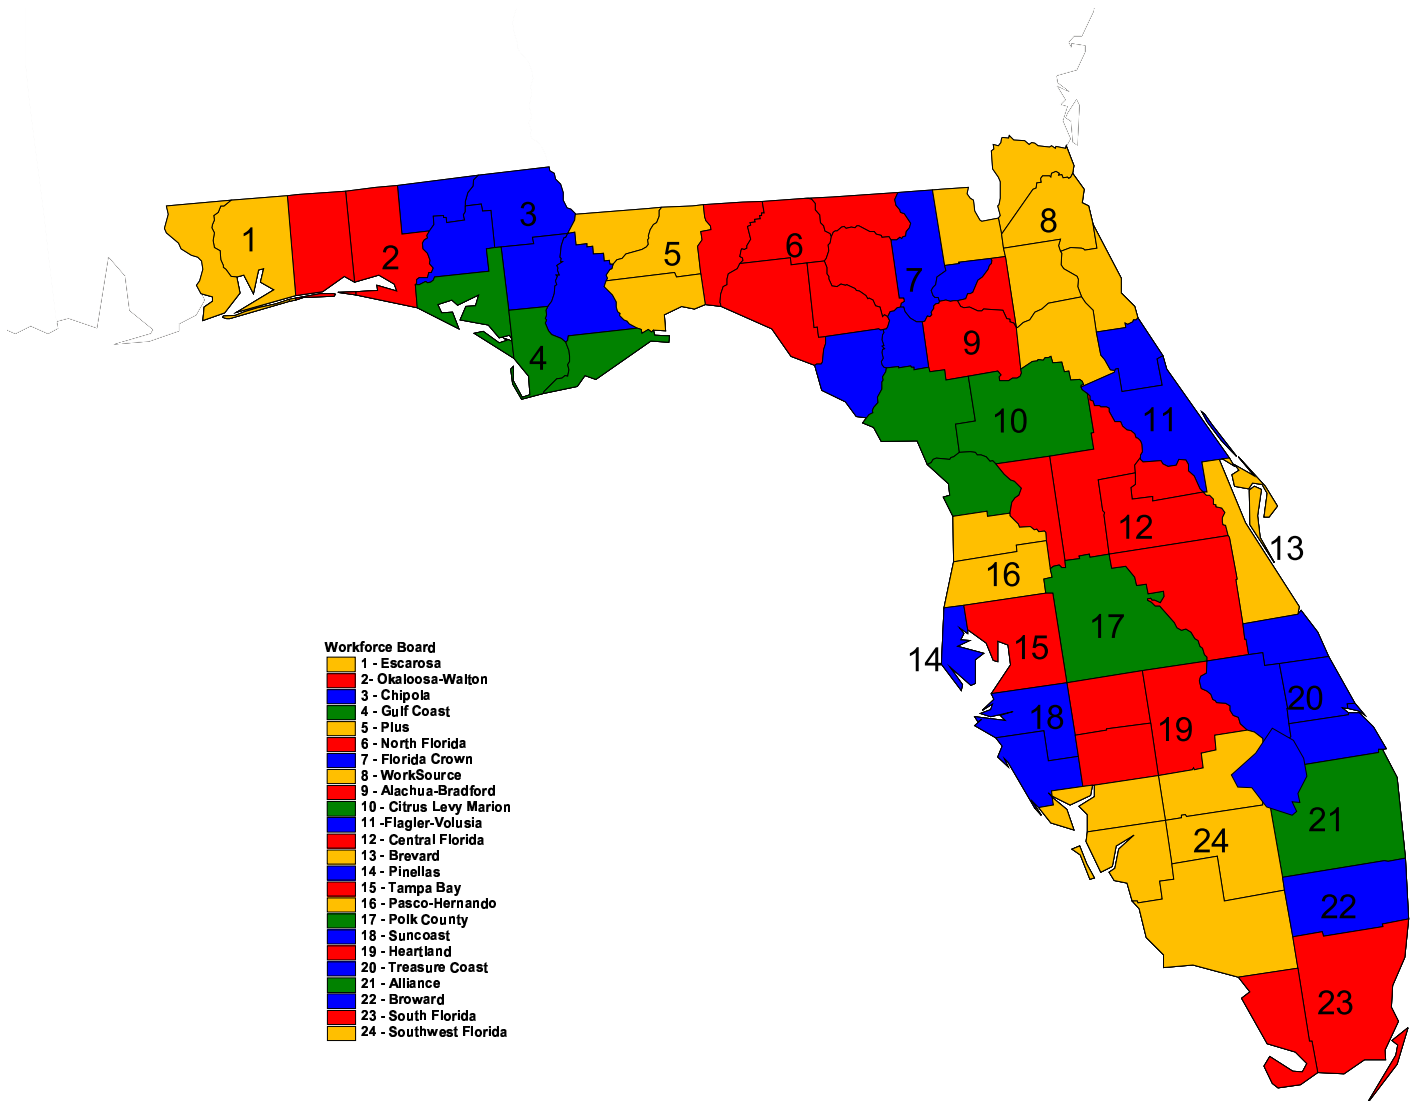 1
2
3
4
5
6
7
8
9
10
11
12
13
14
15
16
17
18
19
20
21
22
23
24
Workforce Board
1 - Escarosa
2- Okaloosa-Walton
3 - Chipola
4 - Gulf Coast
5 - Plus
6 - North Florida
7 - Florida Crown
8 - WorkSource
9 - Alachua-Bradford
10 - Citrus Levy Marion
11 -Flagler-Volusia
12 - Central Florida
13 - Brevard
14 - Pinellas
15 - Tampa Bay
16 - Pasco-Hernando
17 - Polk County
18 - Suncoast
19 - Heartland
20 - Treasure Coast
21 - Alliance
22 - Broward
23 - South Florida
24 - Southwest Florida